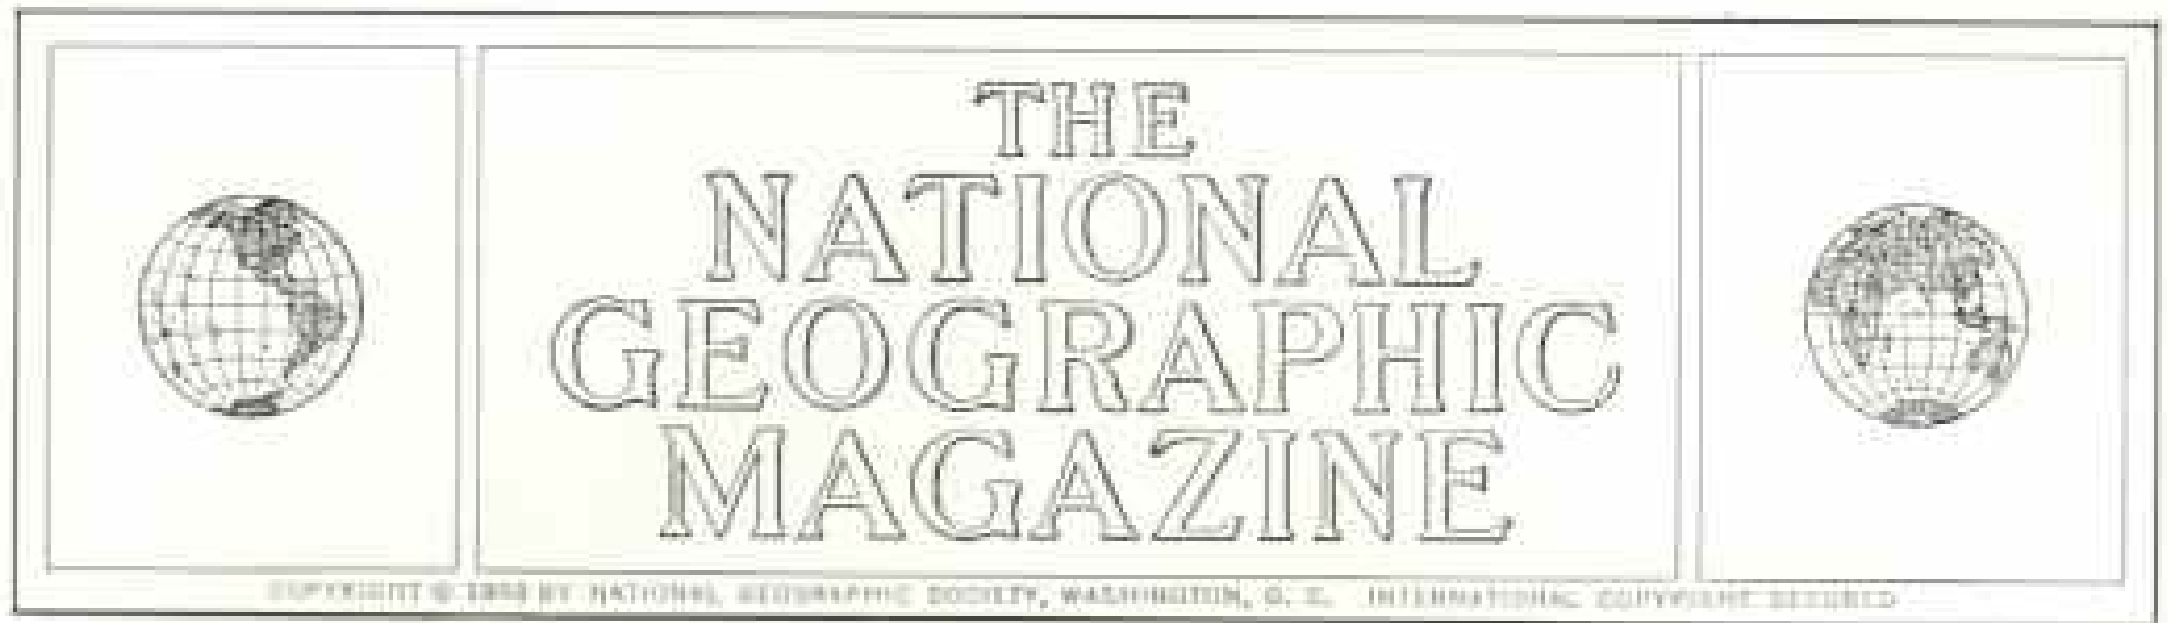 THE
NATIONAL
GEOGRAPHIC
MAGAZINE
COPYRIGHT © BY NATIONAL GEOGRAPHIC SOCIETY, WASHINGTON, D. C. INTERNATIONAL COPYRIGHT SECURED